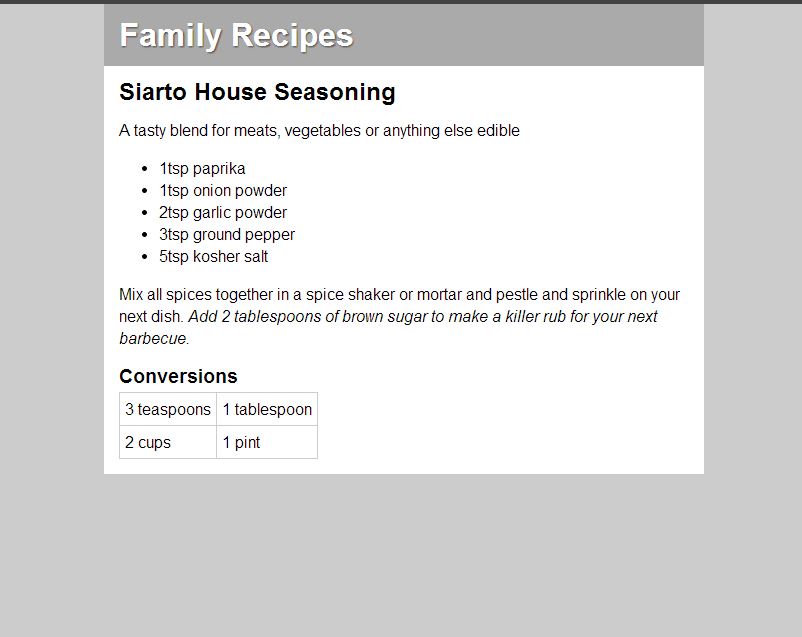 Family Recipes
Siarto House Seasoning
A tasty blend for meats, vegetables or anything else edible
1tsp paprika
1tsp onion powder
2tsp garlic powder
3tsp ground pepper
5tsp kosher salt
Mix all spices together in a spice shaker or mortar and pestle and sprinkle on your
next dish. Add 2 tablespoons of brown sugar to make a killer rub for your next
barbecue.
Conversions
3 teaspoons 1 tablespoon
2 cups 1 pint